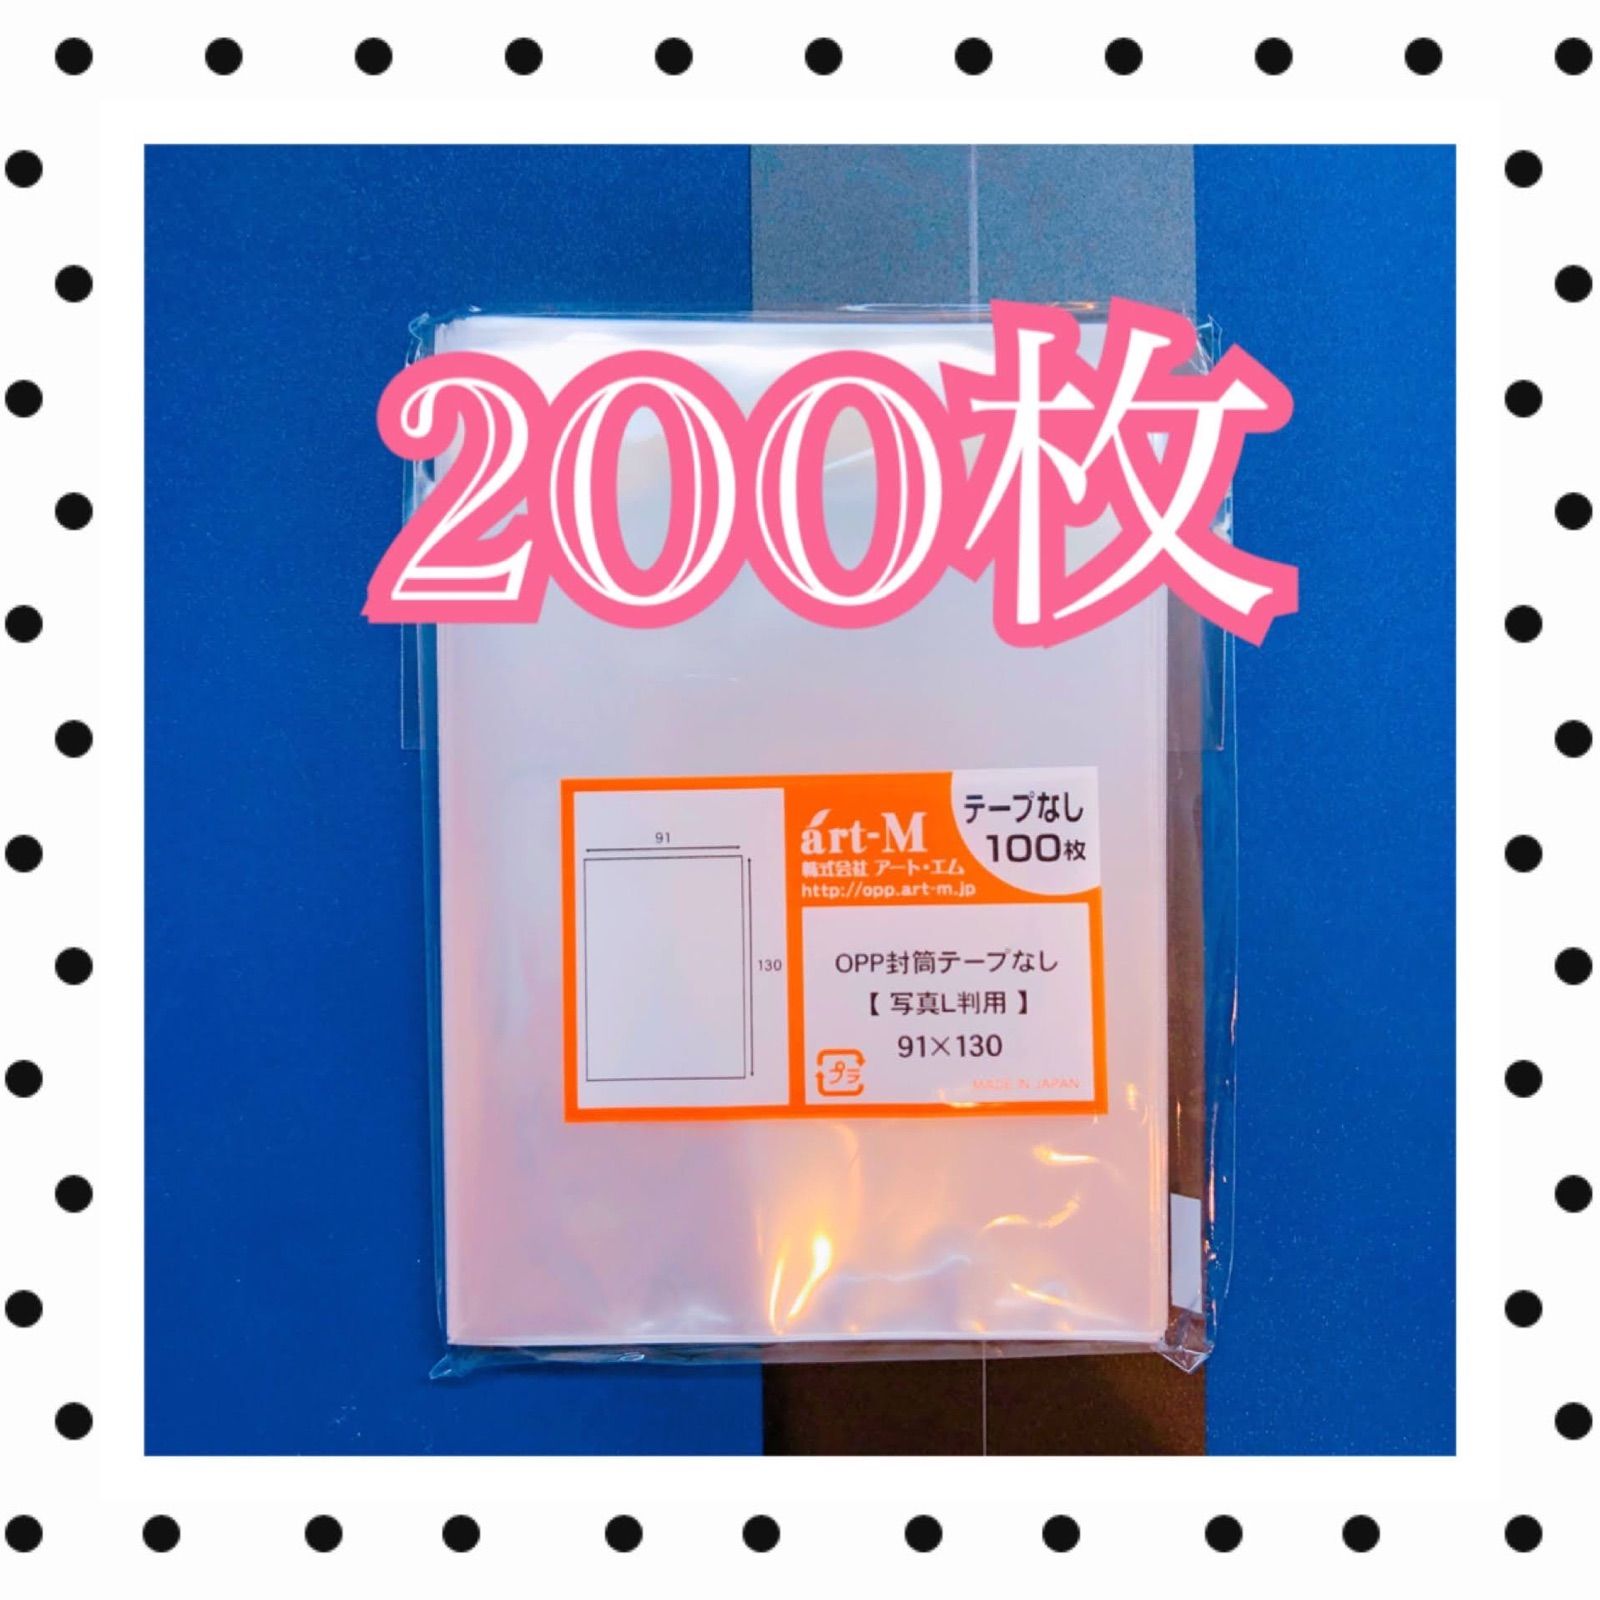 200枚
テープなし
100枚
art-M
株式会社 アート・エム
http://opp.art-m.jp
91
130
OPP封筒テープなし
【 写真L判用 】
91×130
プラ
MADE IN JAPAN